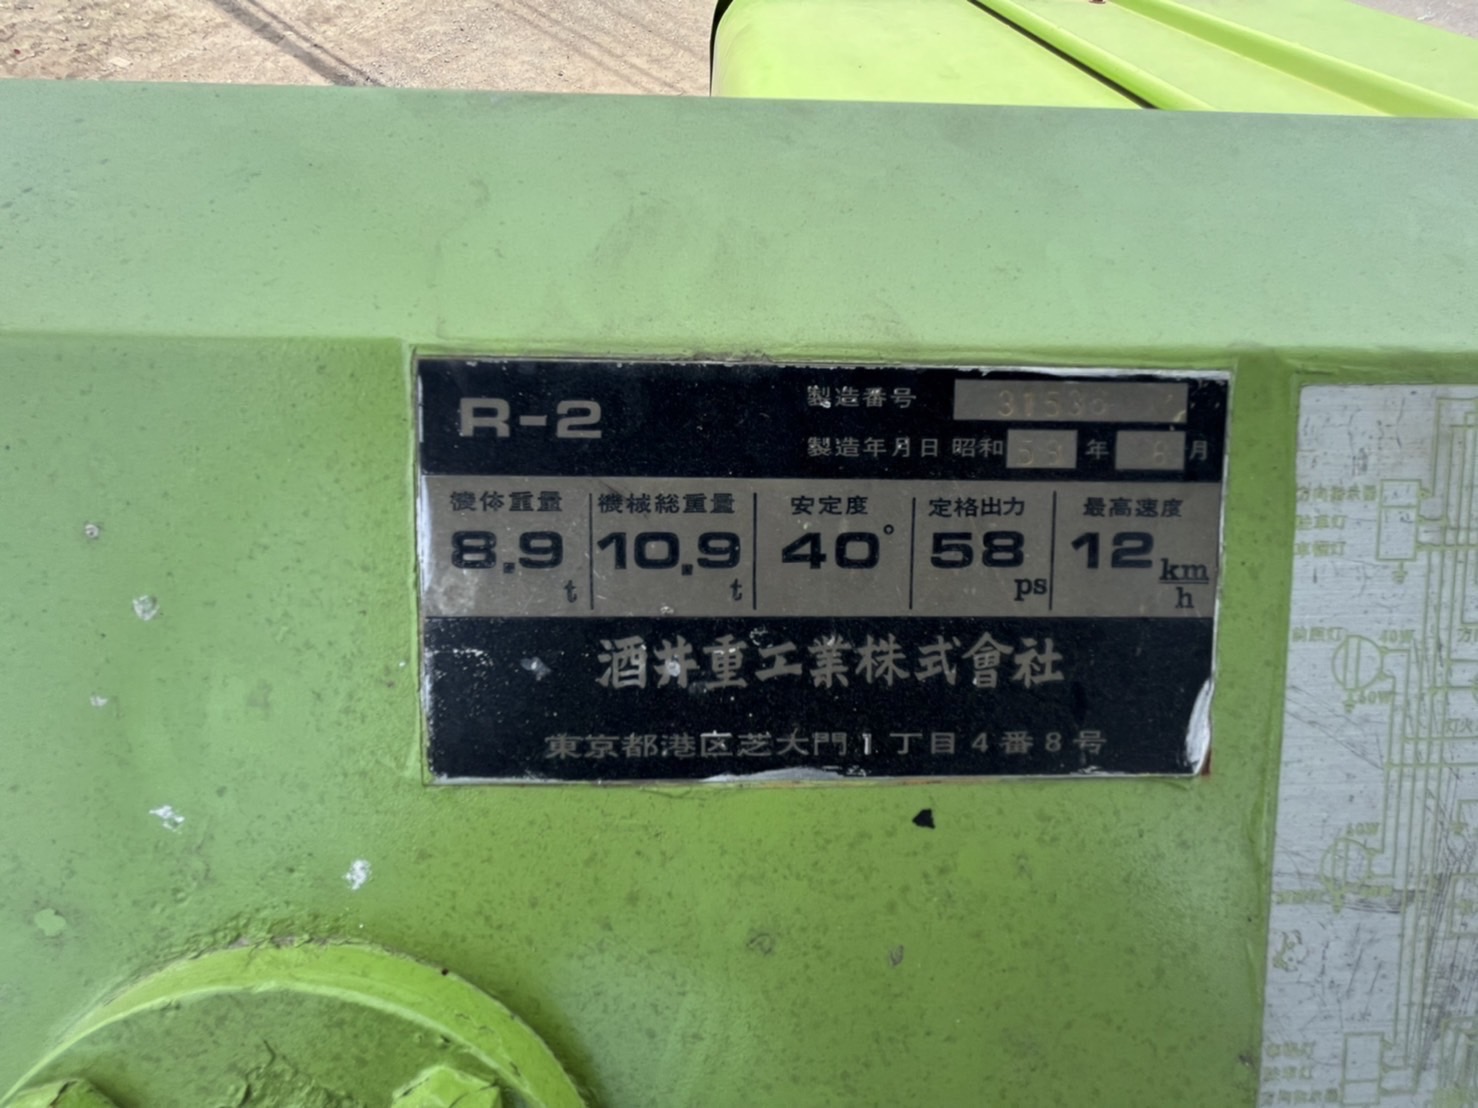 R-2
製造番号
製造年月日 昭和 59 年 8 月
機体重量 機械総重量 安定度 定格出力 最高速度
8.9 t 10.9 t 40° 58 ps 12 km/h
酒井重工業株式會社
東京都港区芝大門1丁目4番8号